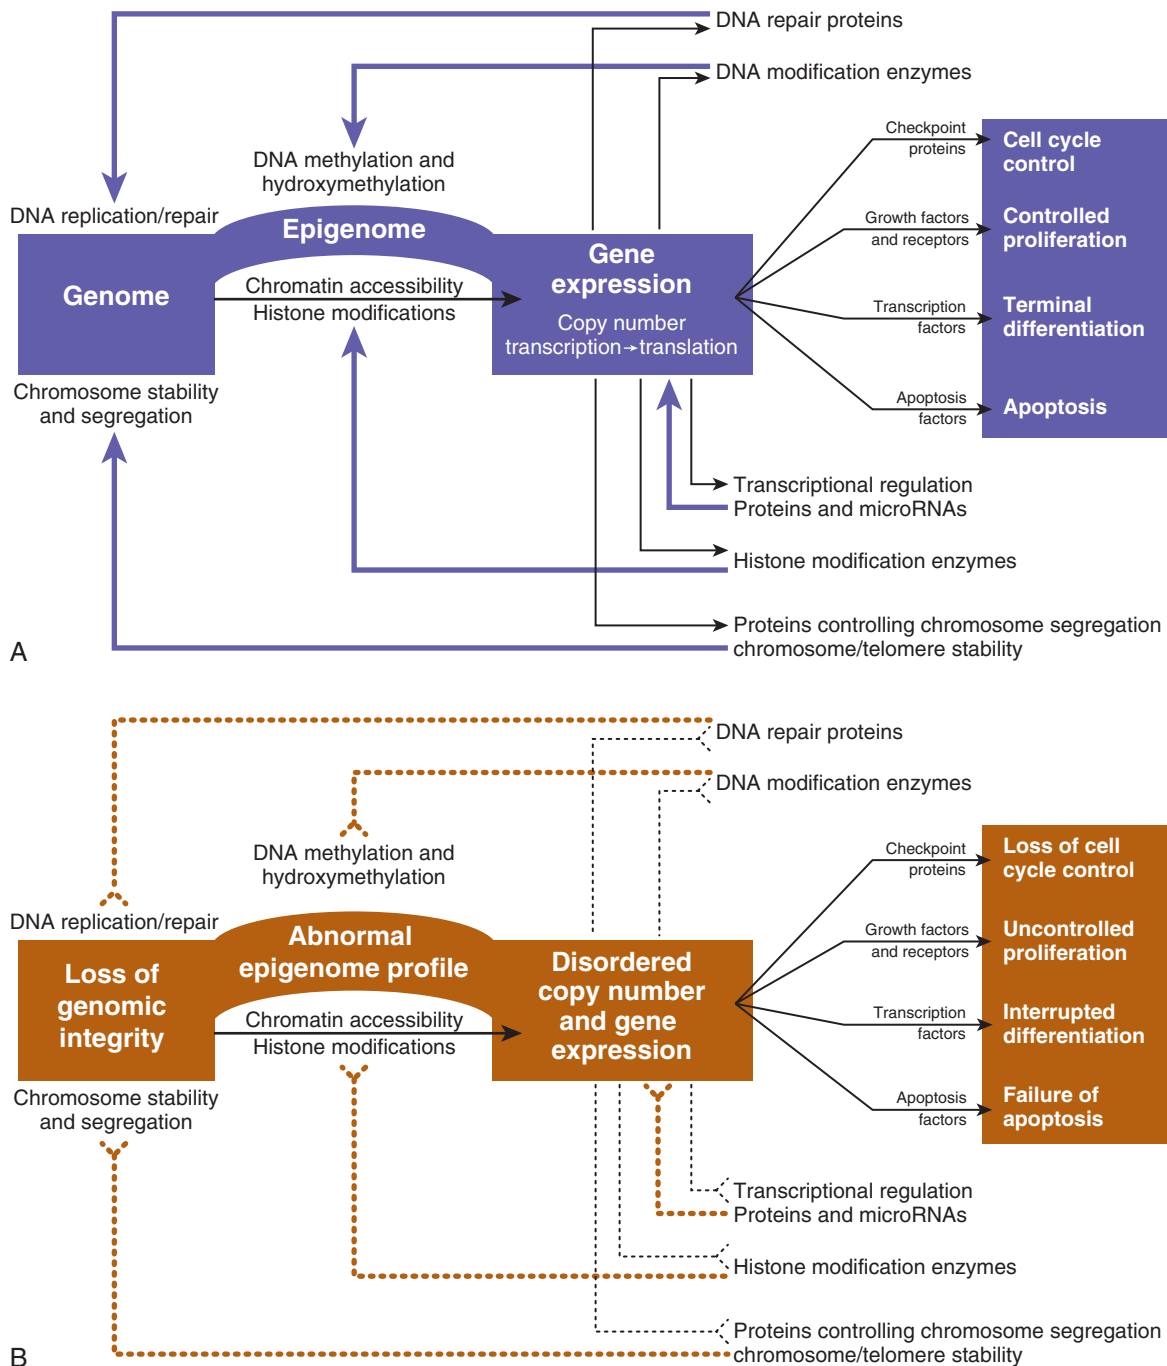 DNA repair proteins
DNA modification enzymes
DNA methylation and
hydroxymethylation
Checkpoint
proteins
Cell cycle
control
DNA replication/repair
Epigenome
Growth factors
and receptors
Controlled
proliferation
Genome
Chromatin accessibility
Histone modifications
Gene
expression
Copy number
transcription→translation
Transcription
factors
Terminal
differentiation
Chromosome stability
and segregation
Apoptosis
factors
Apoptosis
Transcriptional regulation
Proteins and microRNAs
Histone modification enzymes
Proteins controlling chromosome segregation
chromosome/telomere stability
A
DNA repair proteins
DNA modification enzymes
DNA methylation and
hydroxymethylation
Checkpoint
proteins
Loss of cell
cycle control
DNA replication/repair
Abnormal
epigenome profile
Growth factors
and receptors
Uncontrolled
proliferation
Loss of
genomic
integrity
Chromatin accessibility
Histone modifications
Disordered
copy number
and gene
expression
Transcription
factors
Interrupted
differentiation
Chromosome stability
and segregation
Apoptosis
factors
Failure of
apoptosis
Transcriptional regulation
Proteins and microRNAs
Histone modification enzymes
Proteins controlling chromosome segregation
chromosome/telomere stability
B